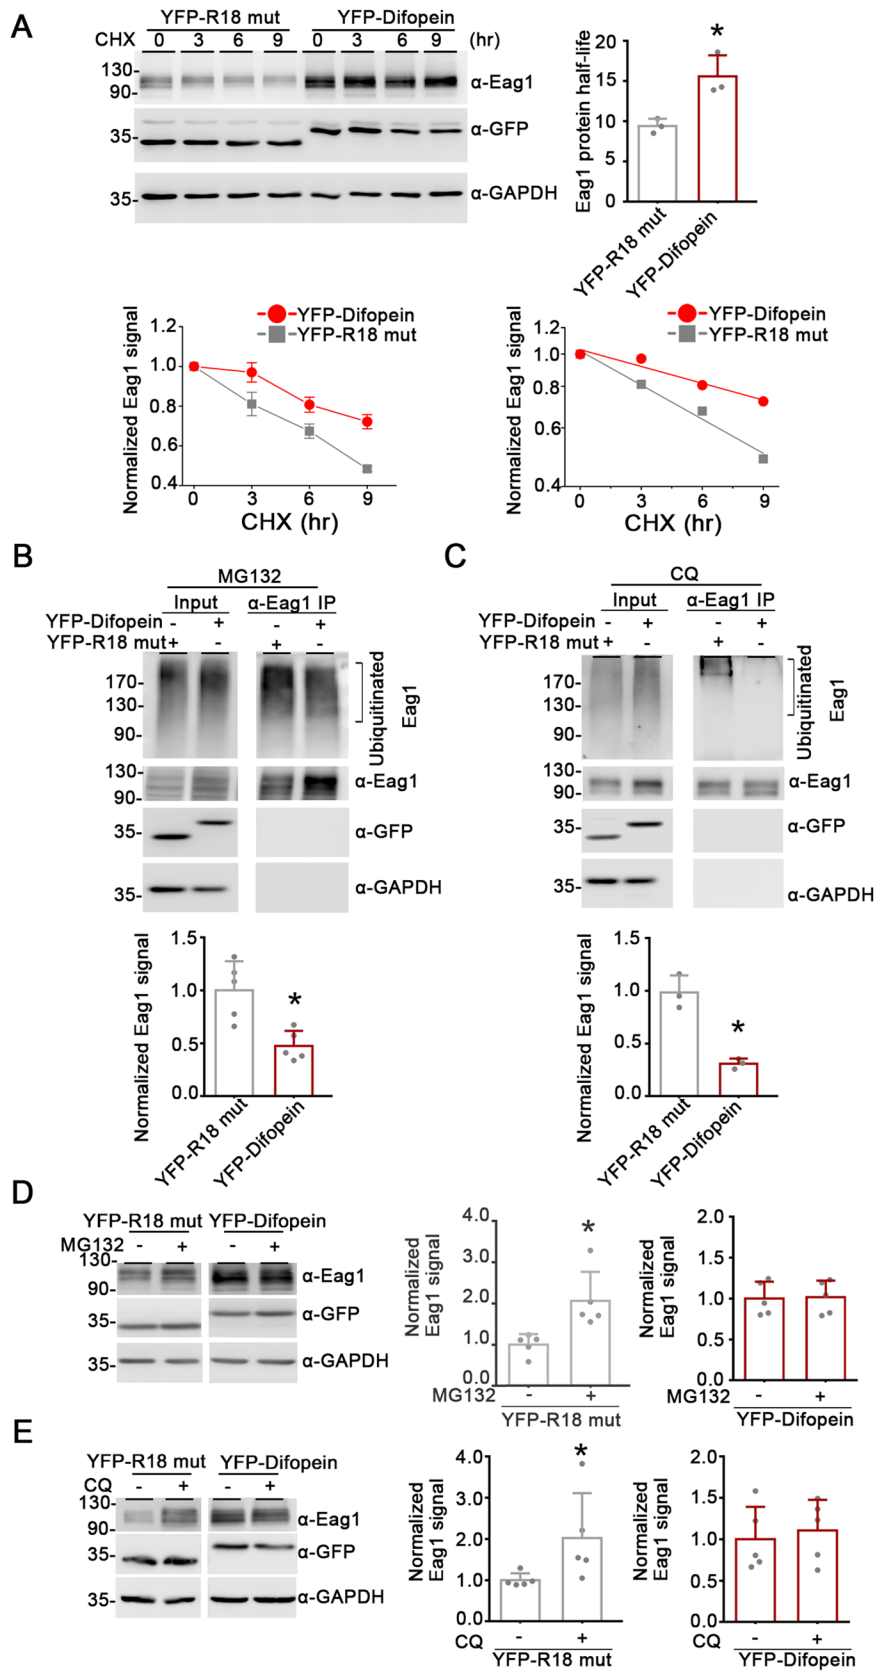 A
YFP-R18 mut YFP-Difopein
CHX 0 3 6 9 0 3 6 9 (hr)
130-
90-
α-Eag1
35-
α-GFP
35-
α-GAPDH
Eag1 protein half-life
20
15
10
5
0
*
YFP-R18 mut
YFP-Difopein
Normalized Eag1 signal
YFP-Difopein
YFP-R18 mut
1.2
1.0
0.8
0.6
0.4
0 3 6 9
CHX (hr)
Normalized Eag1 signal
YFP-Difopein
YFP-R18 mut
1.2
1.0
0.8
0.6
0.4
0 3 6 9
CHX (hr)
B
MG132
Input α-Eag1 IP
YFP-Difopein - + - +
YFP-R18 mut + - + -
170-
130-
90-
Ubiquitinated
Eag1
130-
90-
α-Eag1
35-
α-GFP
35-
α-GAPDH
Normalized Eag1 signal
1.5
1.0
0.5
0.0
*
YFP-R18 mut
YFP-Difopein
C
CQ
Input α-Eag1 IP
YFP-Difopein - + - +
YFP-R18 mut + - + -
170-
130-
90-
Ubiquitinated
Eag1
130-
90-
α-Eag1
35-
α-GFP
35-
α-GAPDH
Normalized Eag1 signal
1.5
1.0
0.5
0.0
*
YFP-R18 mut
YFP-Difopein
D
YFP-R18 mut YFP-Difopein
MG132 - + - +
130-
90-
α-Eag1
35-
α-GFP
35-
α-GAPDH
Normalized
Eag1 signal
4.0
3.0
2.0
1.0
0.0
*
MG132 - +
YFP-R18 mut
Normalized
Eag1 signal
2.0
1.5
1.0
0.5
0.0
MG132 - +
YFP-Difopein
E
YFP-R18 mut YFP-Difopein
CQ - + - +
130-
90-
α-Eag1
35-
α-GFP
35-
α-GAPDH
Normalized
Eag1 signal
4.0
3.0
2.0
1.0
0.0
*
CQ - +
YFP-R18 mut
Normalized
Eag1 signal
2.0
1.5
1.0
0.5
0.0
CQ - +
YFP-Difopein